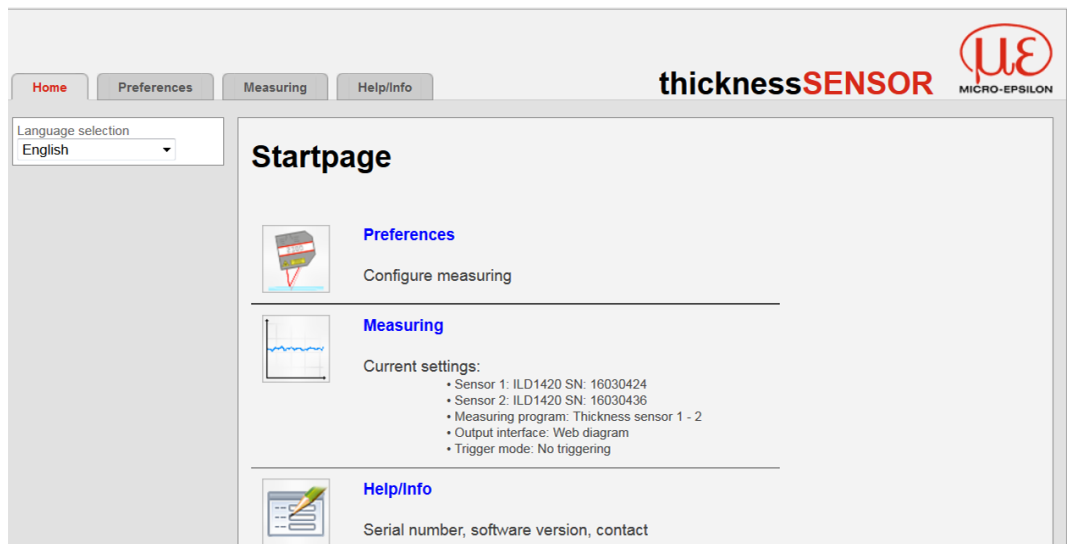 Home
Preferences
Measuring
Help/Info
thicknessSENSOR
με
MICRO-EPSILON
Language selection
English
Startpage
Preferences
Configure measuring
Measuring
Current settings:
• Sensor 1: ILD1420 SN: 16030424
• Sensor 2: ILD1420 SN: 16030436
• Measuring program: Thickness sensor 1 - 2
• Output interface: Web diagram
• Trigger mode: No triggering
Help/Info
Serial number, software version, contact